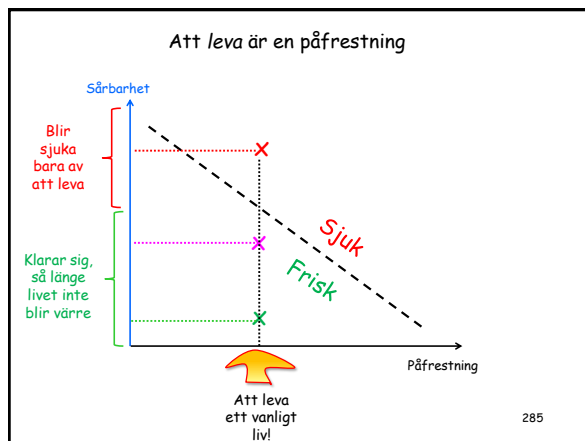 Att leva är en påfrestning
Sårbarhet
Blir
sjuka
bara av
att leva
Sjuk
Frisk
Klarar sig,
så länge
livet inte
blir värre
Påfrestning
Att leva
ett vanligt
liv!
285